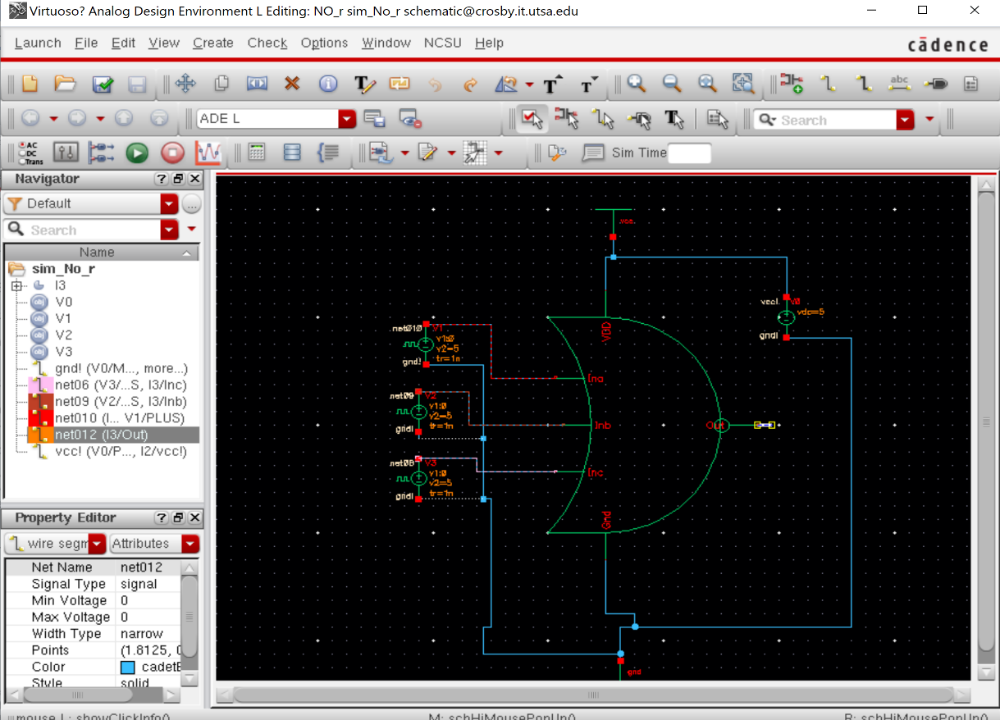 Virtuoso? Analog Design Environment L Editing: NO_r sim_No_r schematic@crosby.it.utsa.edu
Launch File Edit View Create Check Options Window NCSU Help
cādence
T T T
abc
ADE L
T
Search
AC
DC
Trans
Sim Time
Navigator
Default
Search
Name
sim_No_r
I3
V0
V1
V2
V3
gnd! (V0/M..., more...)
net06 (V3/...S, I3/Inc)
net09 (V2/...S, I3/Inb)
net010 (I... V1/PLUS)
net012 (I3/Out)
vcc! (V0/P..., I2/vcc!)
Property Editor
wire segm Attributes
Net Name net012
Signal Type signal
Min Voltage 0
Max Voltage 0
Width Type narrow
Points (1.8125, 0
Color cadetB
Style solid
vcc!
VDD
vcc! V0
vdc=5
gnd!
net010 V1
v1:0
v2=5
tr=1n
gnd!
Ina
net09 V2
v1:0
v2=5
tr=1n
gnd!
Inb
Out
net06 V3
v1:0
v2=5
tr=1n
gnd!
Inc
Gnd
gnd
mouse L: showClickInfo() M: schHiMousePopUp() R: schHiMousePopUp()